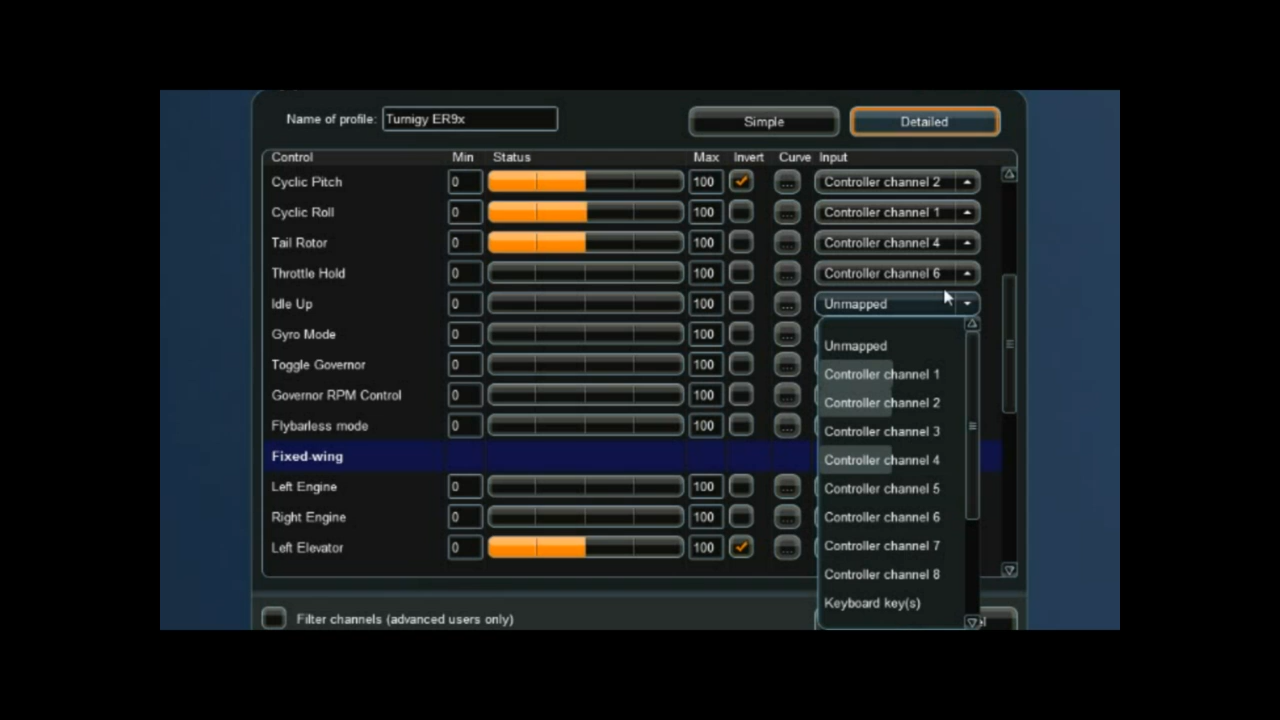 Name of profile: Turnigy ER9x Simple Detailed
Control Min Status Max Invert Curve Input
Cyclic Pitch 0 100 ... Controller channel 2
Cyclic Roll 0 100 ... Controller channel 1
Tail Rotor 0 100 ... Controller channel 4
Throttle Hold 0 100 ... Controller channel 6
Idle Up 0 100 ... Unmapped
Gyro Mode 0 100 ...
Toggle Governor 0 100 ...
Governor RPM Control 0 100 ...
Flybarless mode 0 100 ...
Fixed-wing
Left Engine 0 100 ...
Right Engine 0 100 ...
Left Elevator 0 100 ...
Unmapped
Controller channel 1
Controller channel 2
Controller channel 3
Controller channel 4
Controller channel 5
Controller channel 6
Controller channel 7
Controller channel 8
Keyboard key(s)
Filter channels (advanced users only)